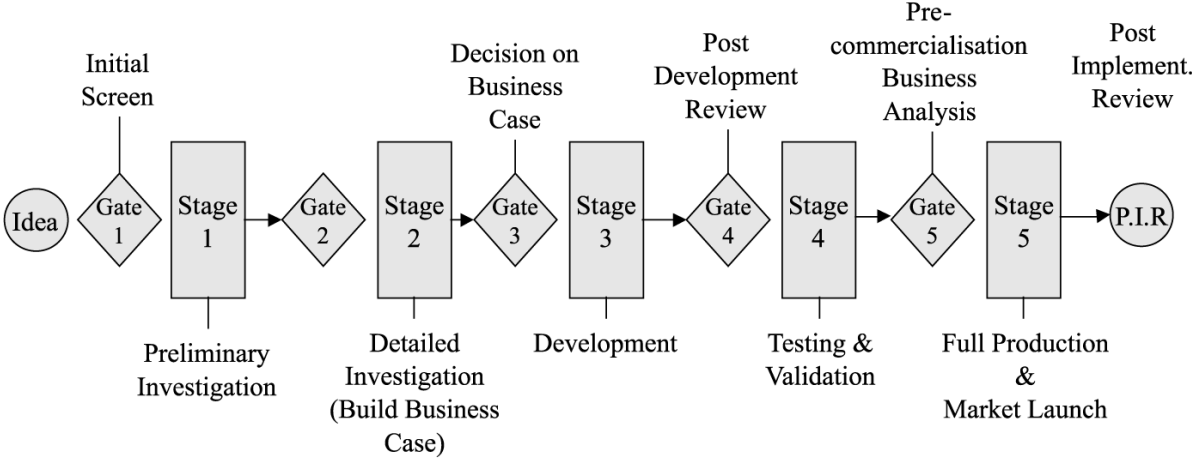 Initial
Screen
Decision on
Business
Case
Post
Development
Review
Pre-
commercialisation
Business
Analysis
Post
Implement.
Review
Idea
Gate
1
Stage
1
Gate
2
Stage
2
Gate
3
Stage
3
Gate
4
Stage
4
Gate
5
Stage
5
P.I.R
Preliminary
Investigation
Detailed
Investigation
(Build Business
Case)
Development
Testing &
Validation
Full Production
&
Market Launch